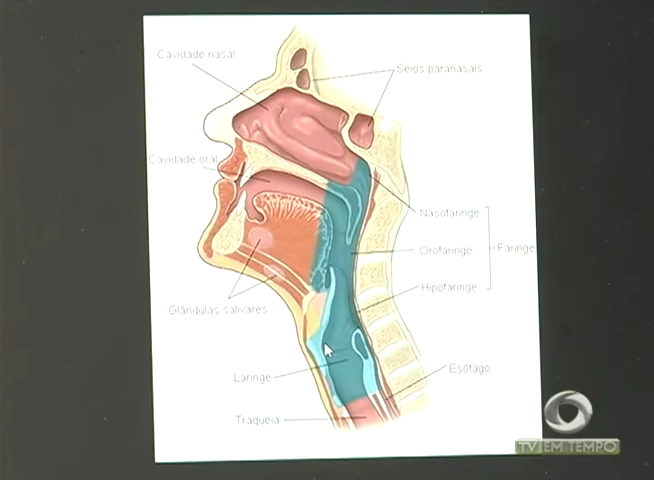 Cavidade nasal
Seios paranasais
Cavidade oral
Nasofaringe
Orofaringe
Faringe
Hipofaringe
Glândulas salivares
Laringe
Esôfago
Traqueia
TV EM TEMPO